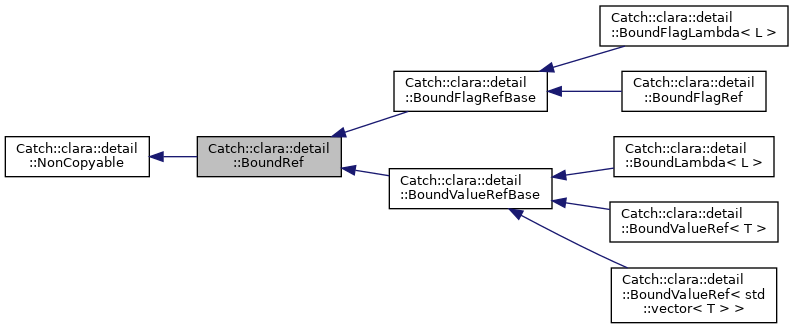 Catch::clara::detail
::BoundFlagLambda< L >
Catch::clara::detail
::BoundFlagRefBase
Catch::clara::detail
::BoundFlagRef
Catch::clara::detail
::NonCopyable
Catch::clara::detail
::BoundRef
Catch::clara::detail
::BoundLambda< L >
Catch::clara::detail
::BoundValueRefBase
Catch::clara::detail
::BoundValueRef< T >
Catch::clara::detail
::BoundValueRef< std
::vector< T > >